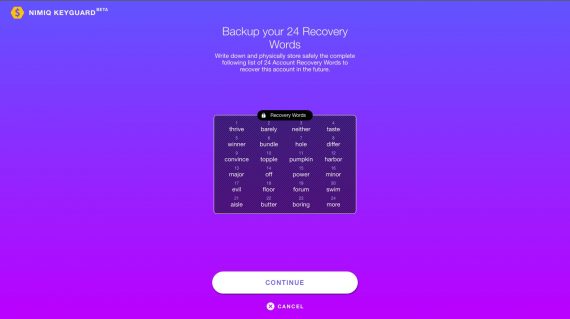 NIMIQ KEYGUARD BETA
Backup your 24 Recovery
Words
Write down and physically store safely the complete
following list of 24 Account Recovery Words to
recover this account in the future.
Recovery Words
1 2 3 4
thrive barely neither taste
5 6 7 8
winner bundle hole differ
9 10 11 12
convince topple pumpkin harbor
13 14 15 16
major off power minor
17 18 19 20
evil floor forum swim
21 22 23 24
aisle butter boring more
CONTINUE
CANCEL